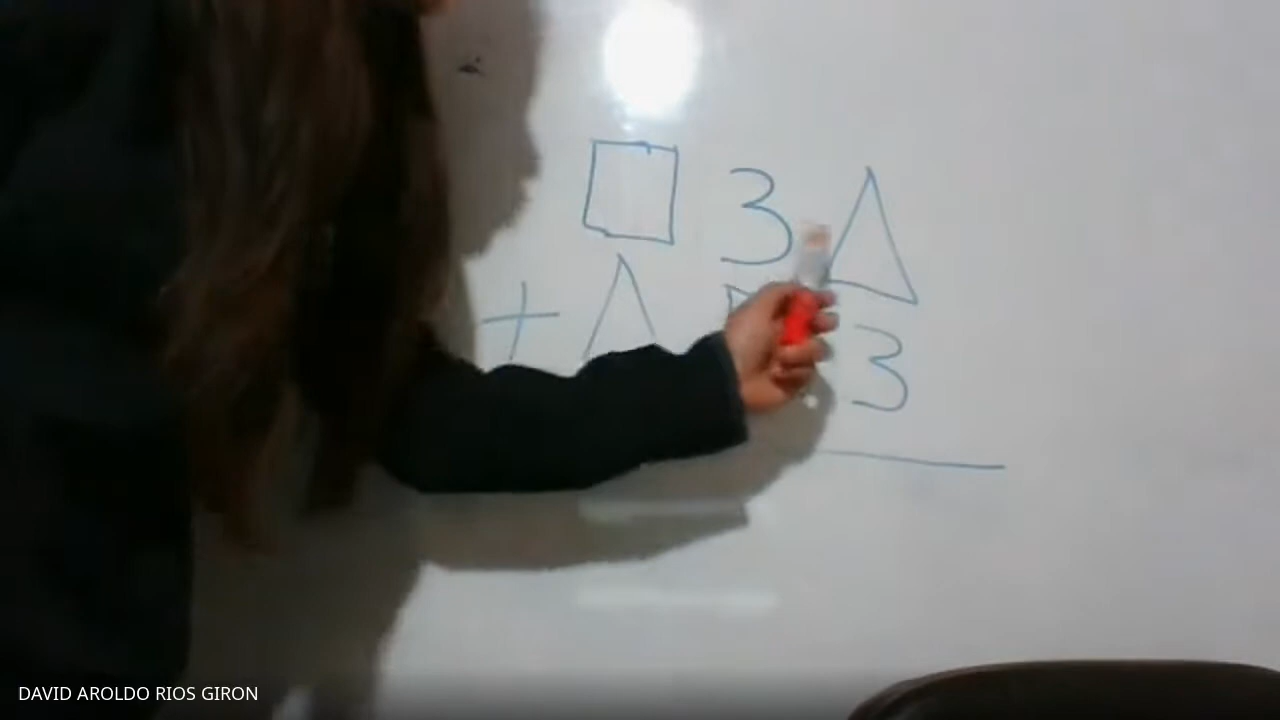 □ 3 △
+ △ 3
DAVID AROLDO RIOS GIRON